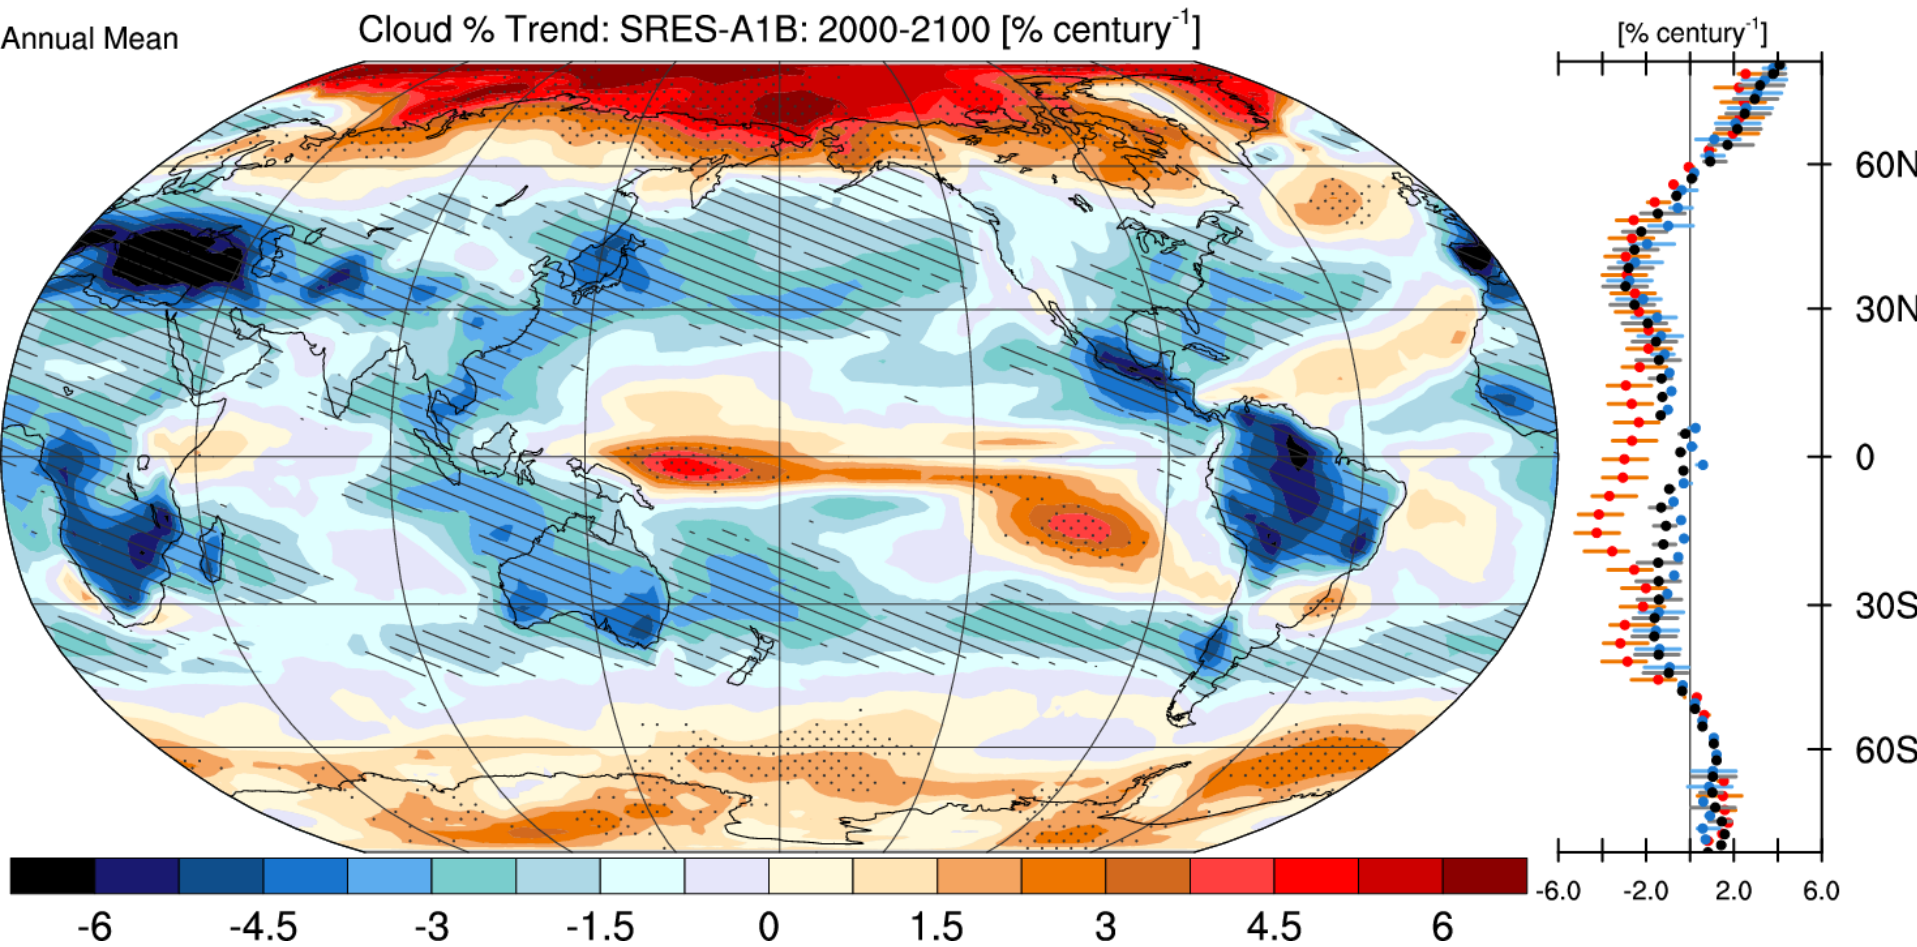 Annual Mean
Cloud % Trend: SRES-A1B: 2000-2100 [% century-1]
[% century-1]
60N
30N
0
30S
60S
-6.0 -2.0 2.0 6.0
-6 -4.5 -3 -1.5 0 1.5 3 4.5 6